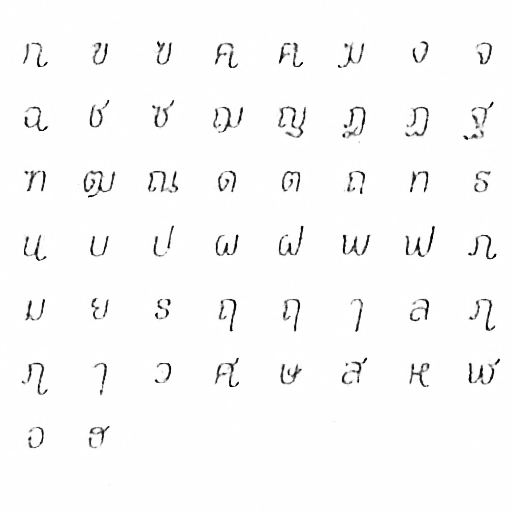 ก ข ฃ ค ฅ ฆ ง จ
ฉ ช ซ ฌ ญ ฎ ฏ ฐ
ฑ ฒ ณ ด ต ถ ท ธ
น บ ป ผ ฝ พ ฟ ภ
ม ย ร ฤ ฤ ๅ ล ฦ
ฦ ๅ ว ศ ษ ส ห ฬ
อ ฮ